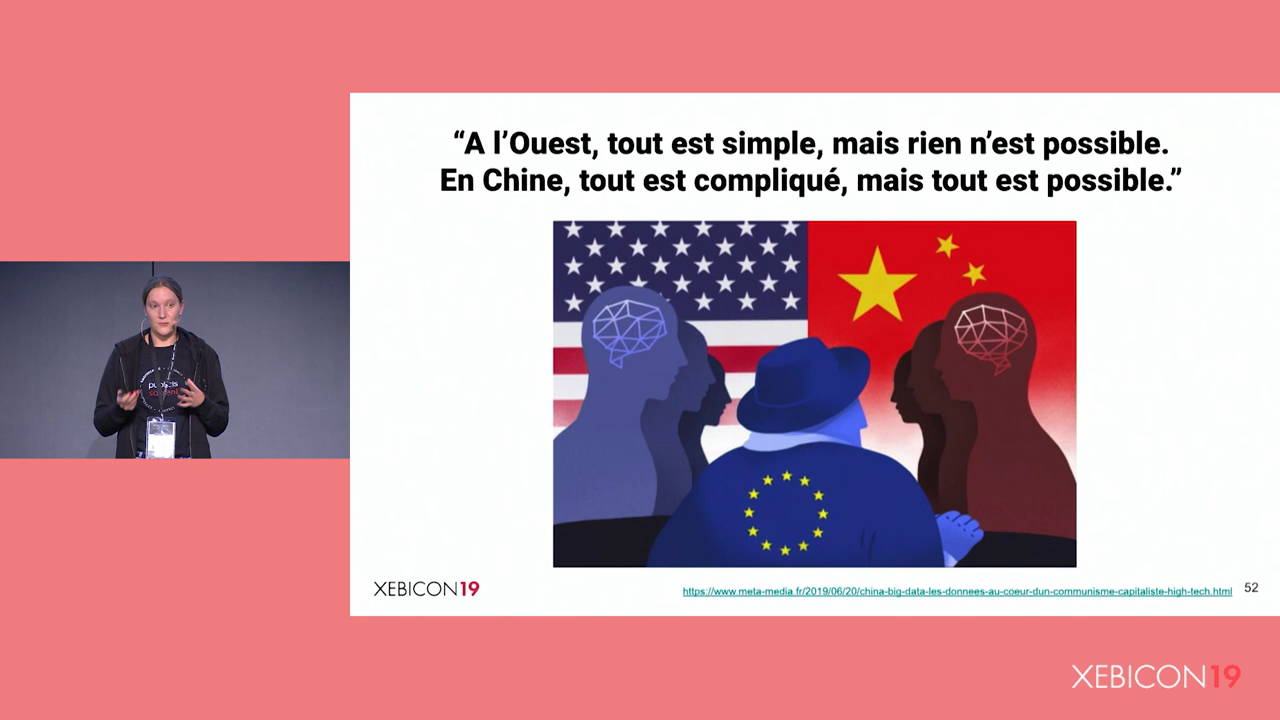 “A l’Ouest, tout est simple, mais rien n’est possible.
En Chine, tout est compliqué, mais tout est possible.”
publicis
XEBICON19
https://www.meta-media.fr/2019/06/20/china-big-data-les-donnees-au-coeur-dun-communisme-capitaliste-high-tech.html
52
XEBICON19